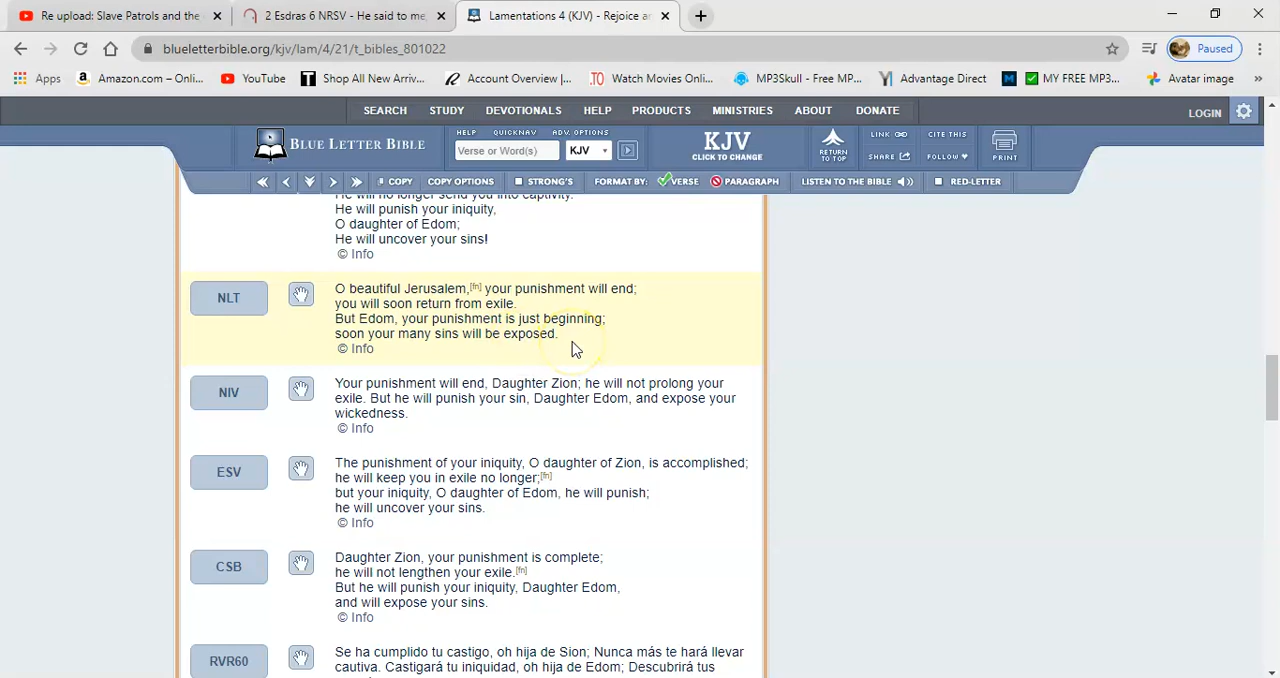 Re upload: Slave Patrols and the
2 Esdras 6 NRSV - He said to me,
Lamentations 4 (KJV) - Rejoice a
blueletterbible.org/kjv/lam/4/21/t_bibles_801022
Paused
Apps
Amazon.com – Onli...
YouTube
Shop All New Arriv...
Account Overview |...
Watch Movies Onlin...
MP3Skull - Free MP...
Advantage Direct
MY FREE MP3...
Avatar image
SEARCH STUDY DEVOTIONALS HELP PRODUCTS MINISTRIES ABOUT DONATE
LOGIN
BLUE LETTER BIBLE
HELP QUICKNAV ADV. OPTIONS
Verse or Word(s)
KJV
KJV
CLICK TO CHANGE
RETURN
TO TOP
LINK
CITE THIS
SHARE
FOLLOW
PRINT
COPY COPY OPTIONS STRONG'S FORMAT BY: VERSE PARAGRAPH LISTEN TO THE BIBLE RED-LETTER
He will no longer send you into captivity.
He will punish your iniquity,
O daughter of Edom;
He will uncover your sins!
© Info
NLT
O beautiful Jerusalem,[fn] your punishment will end;
you will soon return from exile.
But Edom, your punishment is just beginning;
soon your many sins will be exposed.
© Info
NIV
Your punishment will end, Daughter Zion; he will not prolong your
exile. But he will punish your sin, Daughter Edom, and expose your
wickedness.
© Info
ESV
The punishment of your iniquity, O daughter of Zion, is accomplished;
he will keep you in exile no longer;[fn]
but your iniquity, O daughter of Edom, he will punish;
he will uncover your sins.
© Info
CSB
Daughter Zion, your punishment is complete;
he will not lengthen your exile.[fn]
But he will punish your iniquity, Daughter Edom,
and will expose your sins.
© Info
RVR60
Se ha cumplido tu castigo, oh hija de Sion; Nunca más te hará llevar
cautiva. Castigará tu iniquidad, oh hija de Edom; Descubrirá tus